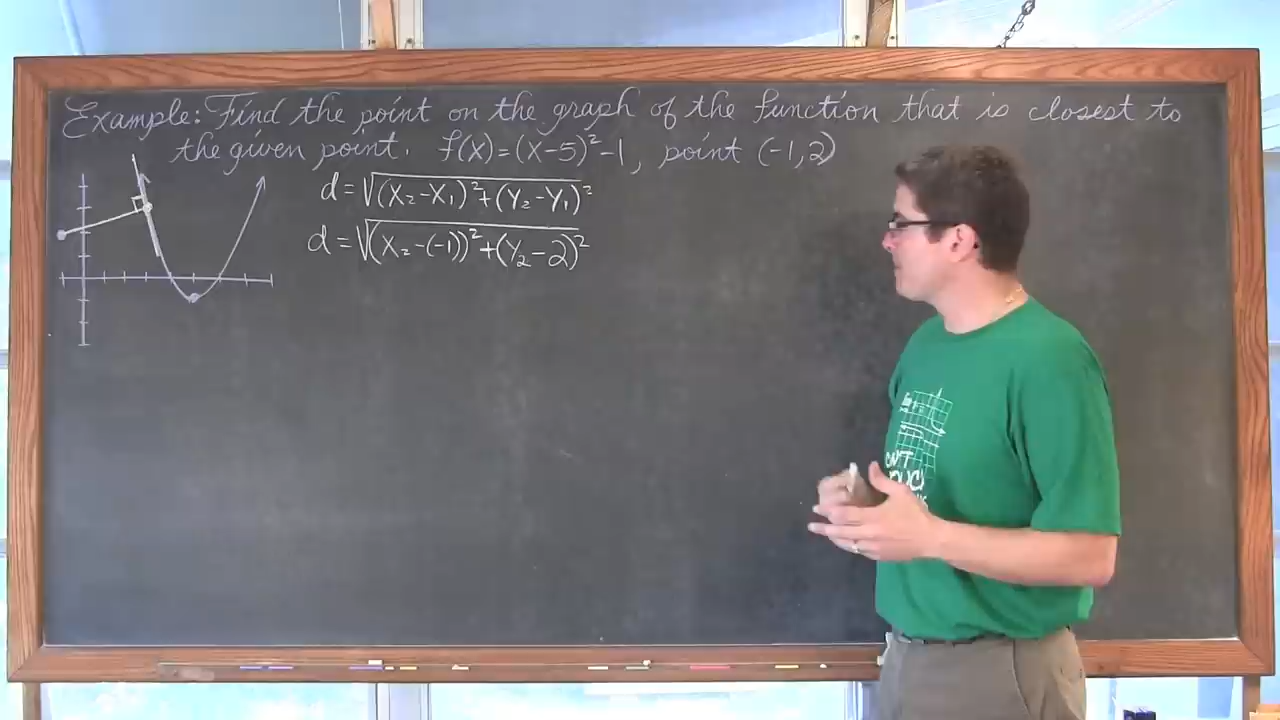 Example: Find the point on the graph of the function that is closest to
the given point. f(x)=(x-5)²-1, point (-1,2)
d=√(x₂-x₁)²+(y₂-y₁)²
d=√(x₂-(-1))²+(y₂-2)²